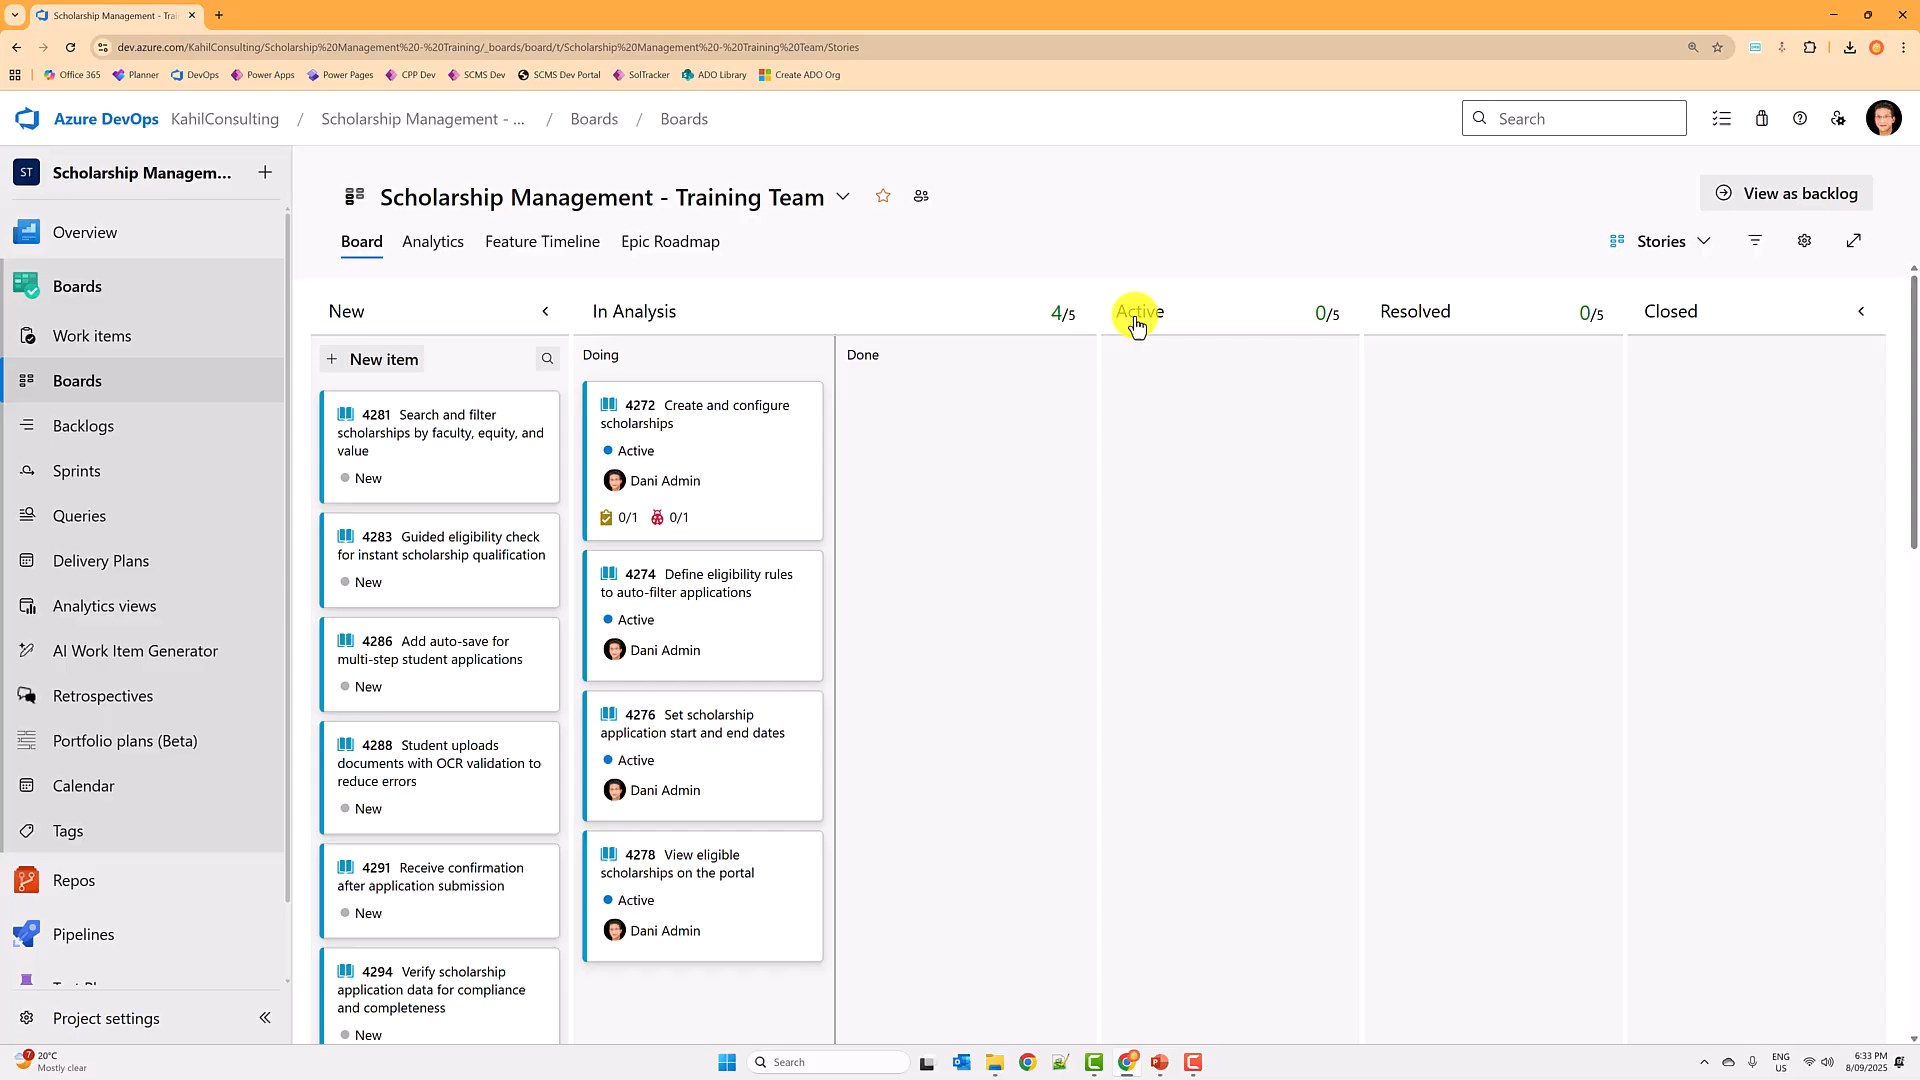 Scholarship Management - Trai
dev.azure.com/KahilConsulting/Scholarship%20Management%20-%20Training/_boards/board/t/Scholarship%20Management%20-%20Training%20Team/Stories
Office 365
Planner
DevOps
Power Apps
Power Pages
CPP Dev
SCMS Dev
SCMS Dev Portal
SolTracker
ADO Library
Create ADO Org
Azure DevOps
KahilConsulting
/
Scholarship Management - ...
/
Boards
/
Boards
Search
ST
Scholarship Managem...
Overview
Boards
Work items
Boards
Backlogs
Sprints
Queries
Delivery Plans
Analytics views
AI Work Item Generator
Retrospectives
Portfolio plans (Beta)
Calendar
Tags
Repos
Pipelines
Project settings
Scholarship Management - Training Team
View as backlog
Board
Analytics
Feature Timeline
Epic Roadmap
Stories
New
In Analysis
4/5
Active
0/5
Resolved
0/5
Closed
New item
Doing
Done
4281 Search and filter
scholarships by faculty, equity, and
value
New
4283 Guided eligibility check
for instant scholarship qualification
New
4286 Add auto-save for
multi-step student applications
New
4288 Student uploads
documents with OCR validation to
reduce errors
New
4291 Receive confirmation
after application submission
New
4294 Verify scholarship
application data for compliance
and completeness
New
4272 Create and configure
scholarships
Active
Dani Admin
0/1
0/1
4274 Define eligibility rules
to auto-filter applications
Active
Dani Admin
4276 Set scholarship
application start and end dates
Active
Dani Admin
4278 View eligible
scholarships on the portal
Active
Dani Admin
7
20°C
Mostly clear
Search
ENG
US
6:33 PM
8/09/2025